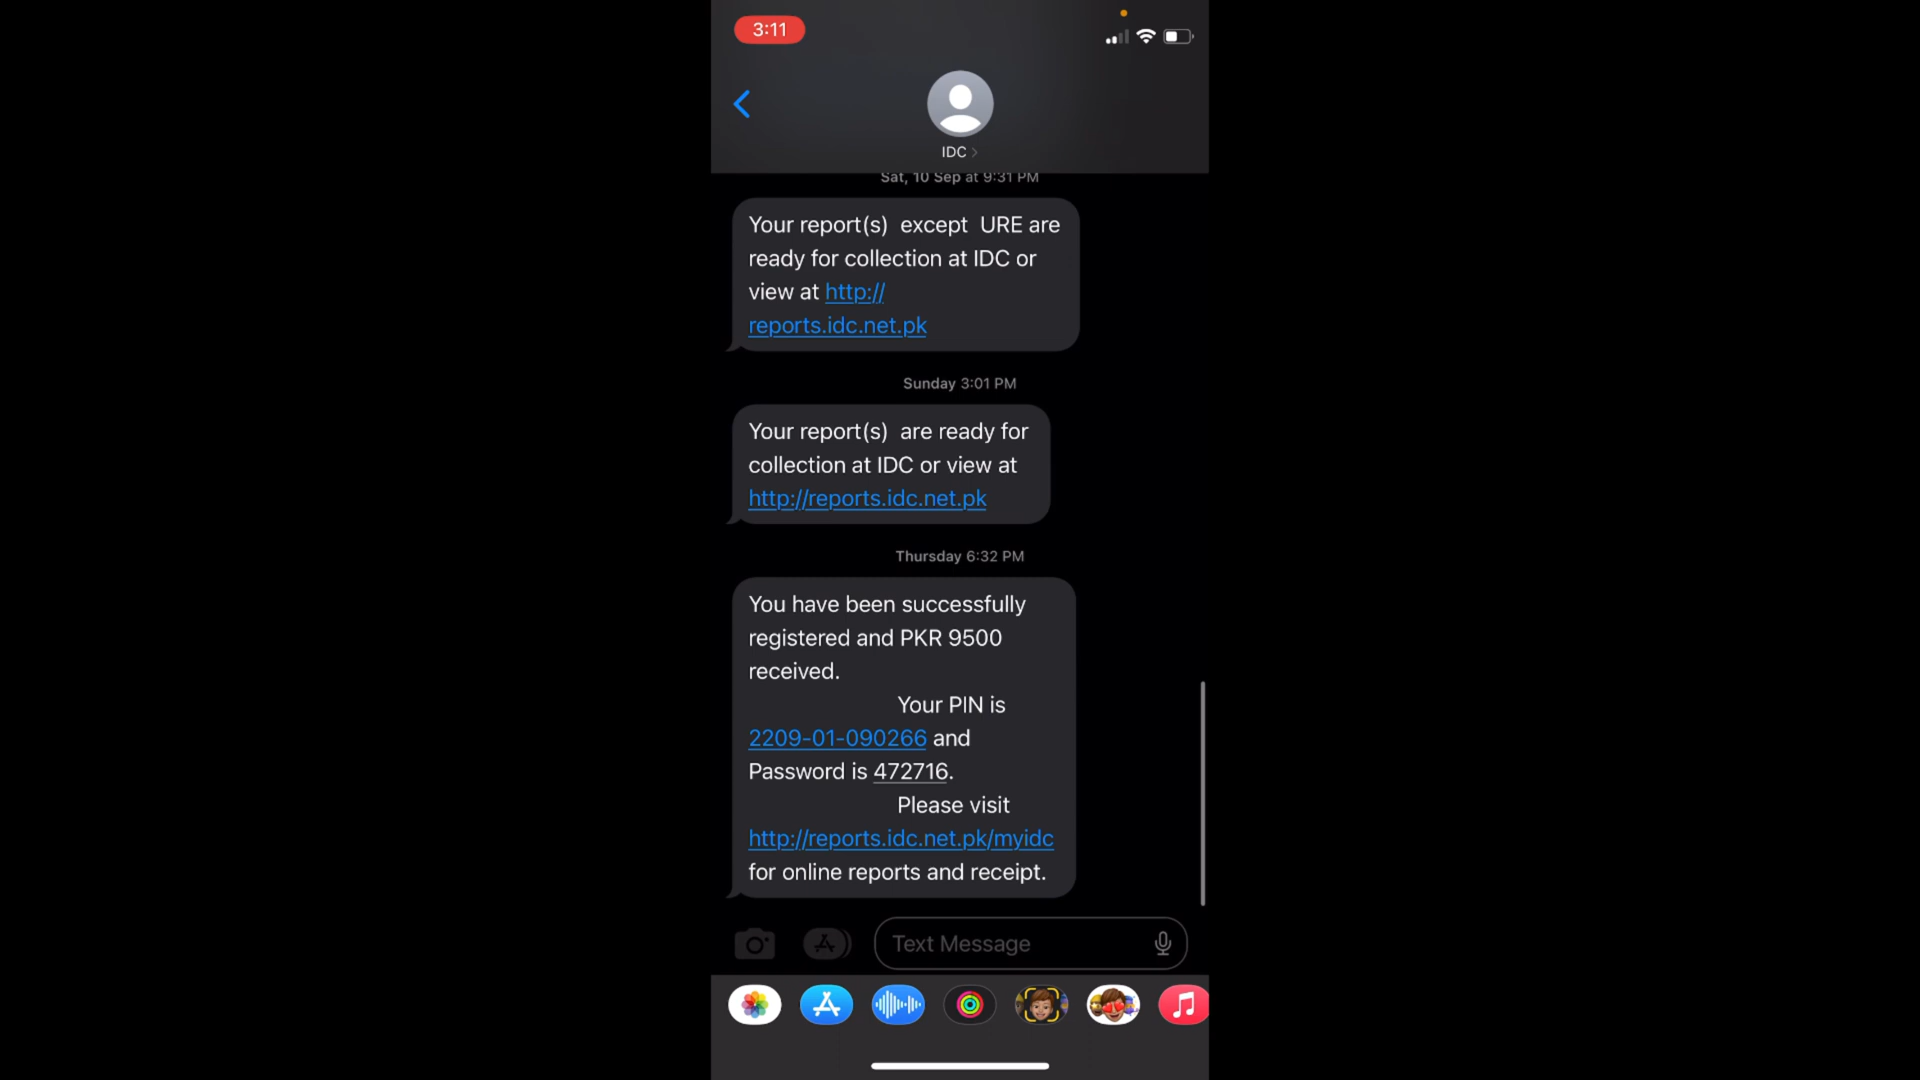 3:11
IDC
Sat, 10 Sep at 9:31 PM
Your report(s) except URE are
ready for collection at IDC or
view at http://
reports.idc.net.pk
Sunday 3:01 PM
Your report(s) are ready for
collection at IDC or view at
http://reports.idc.net.pk
Thursday 6:32 PM
You have been successfully
registered and PKR 9500
received.
Your PIN is
2209-01-090266 and
Password is 472716.
Please visit
http://reports.idc.net.pk/myidc
for online reports and receipt.
Text Message